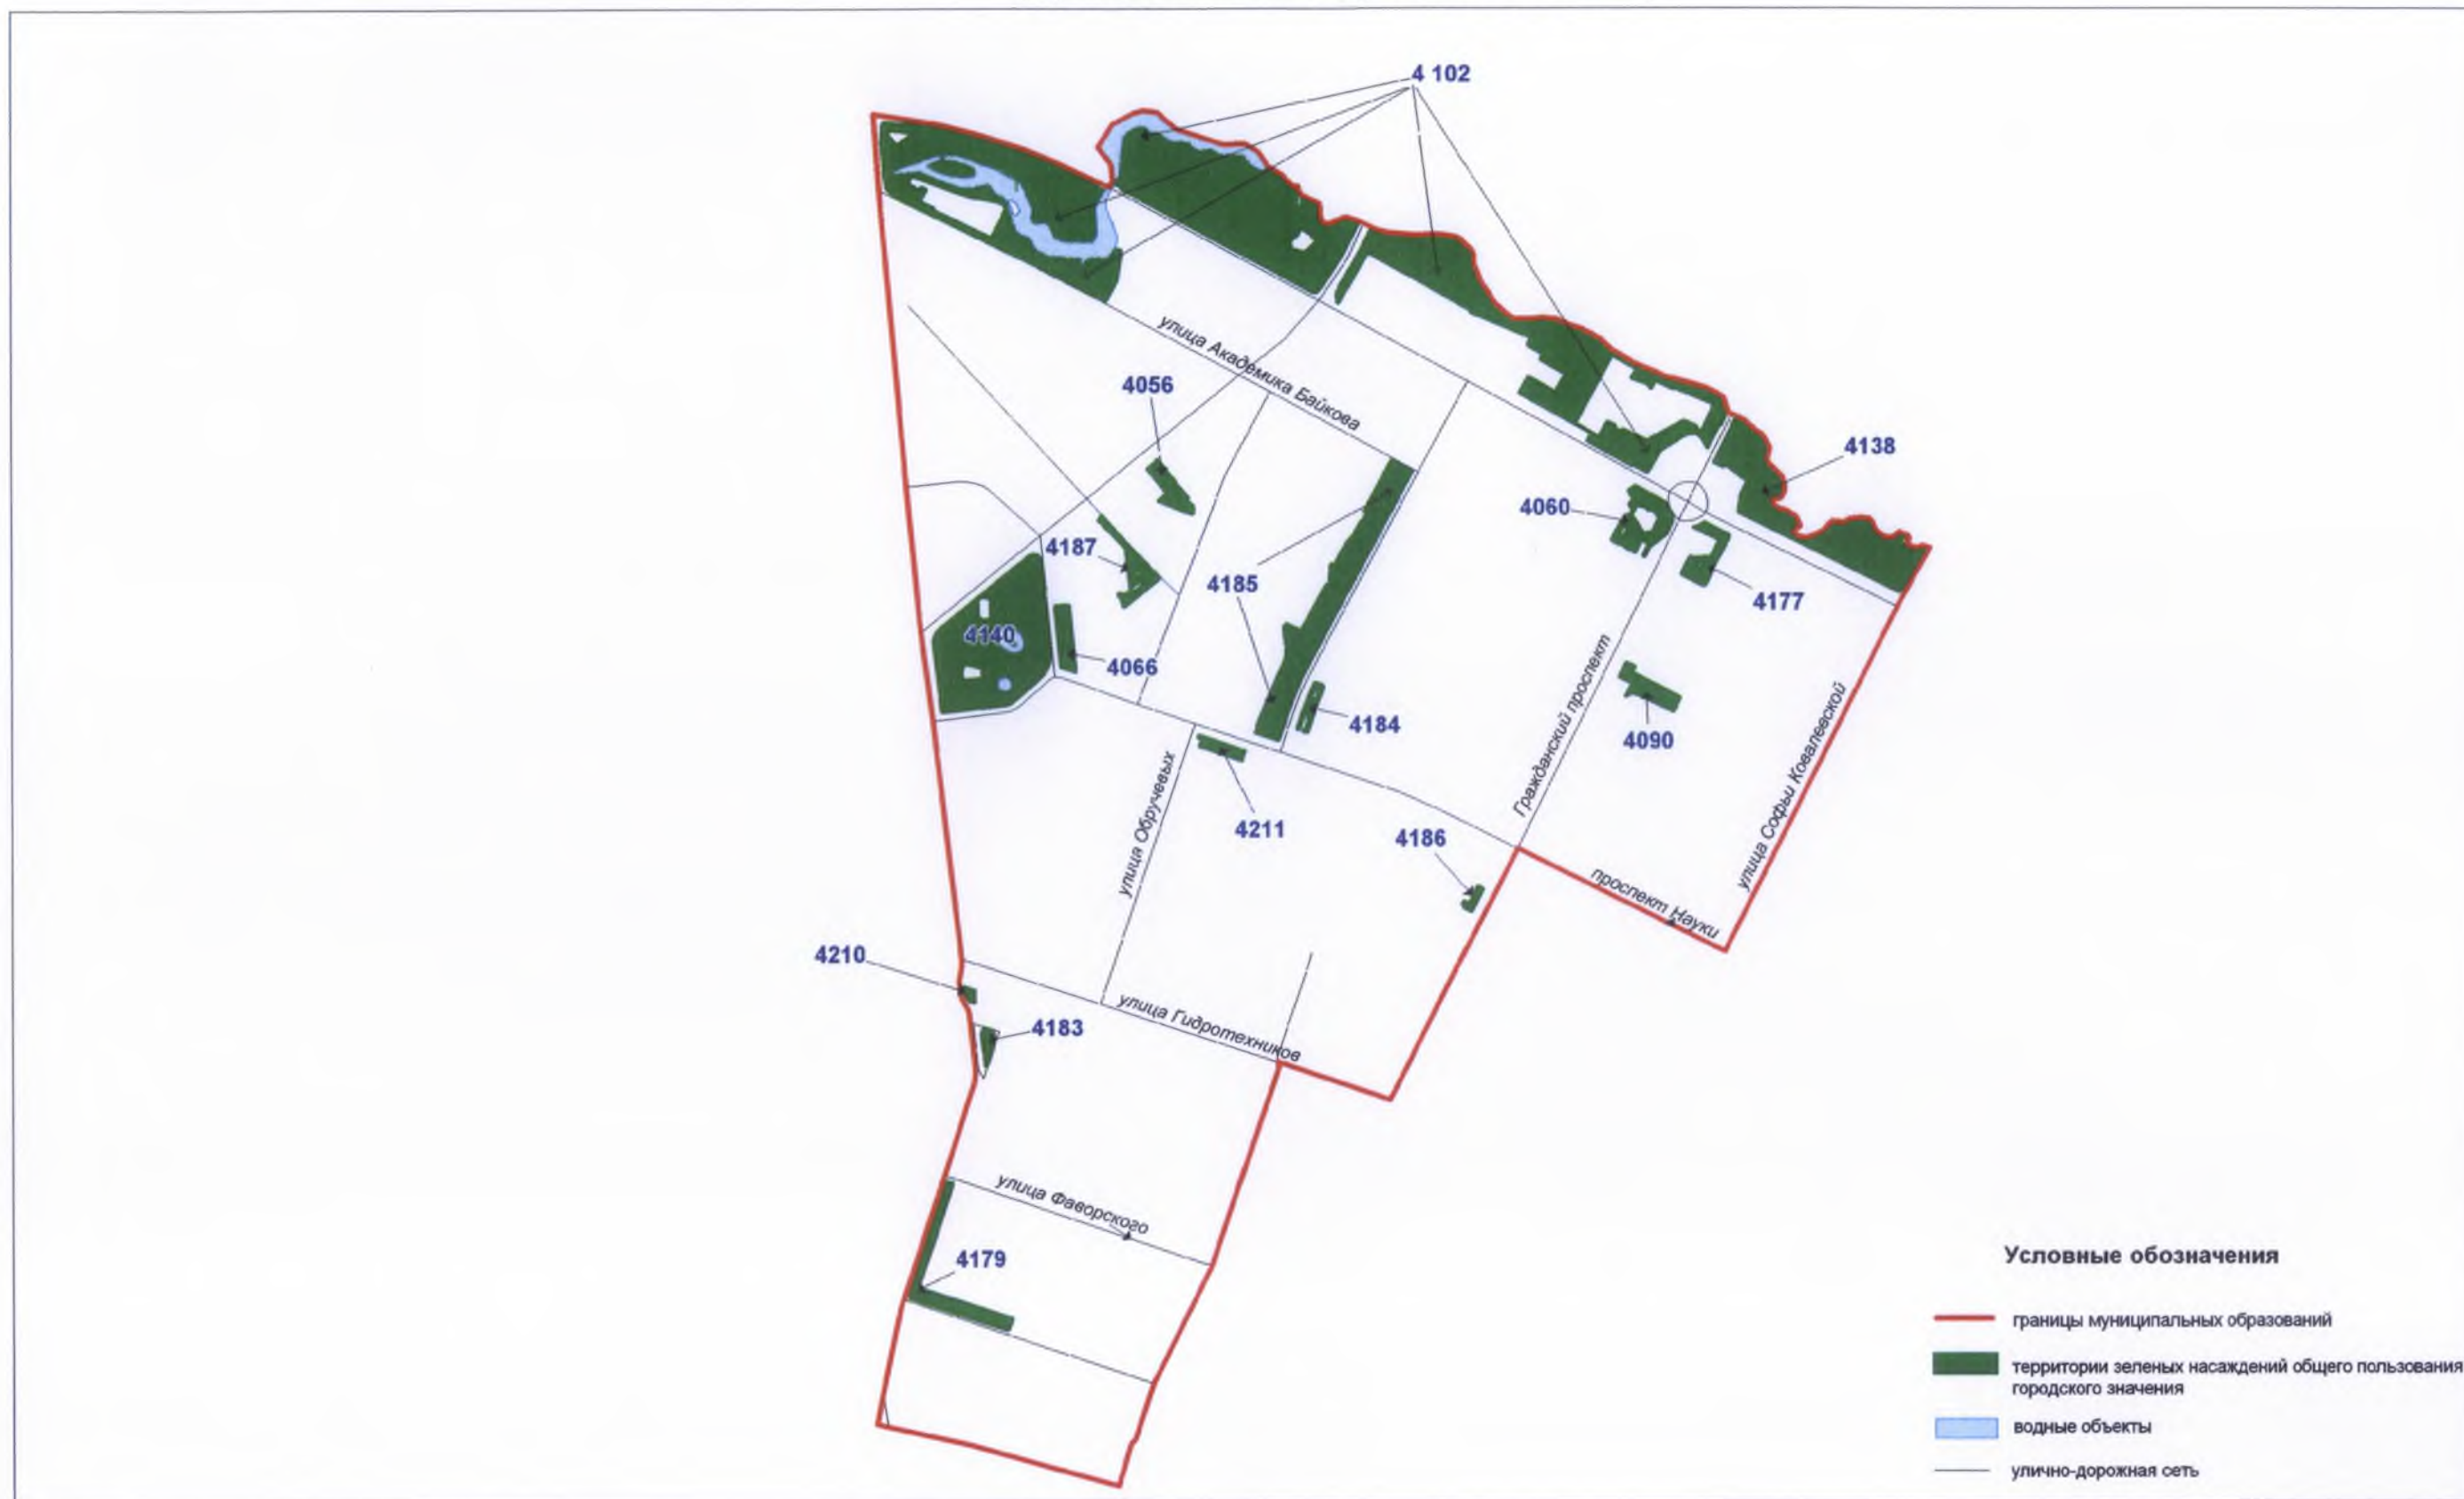 4 102
улица Академика Байкова
4056
4138
4060
4187
4185
4177
4140
4066
4184
4090
Гражданский проспект
улица Софьи Ковалевской
улица Обручевых
4211
4186
проспект Науки
4210
улица Гидротехников
4183
улица Фаворского
4179
Условные обозначения
границы муниципальных образований
территории зеленых насаждений общего пользования
городского значения
водные объекты
улично-дорожная сеть